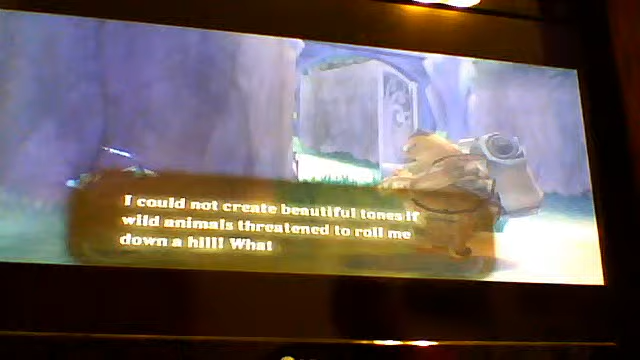 I could not create beautiful tones if
wild animals threatened to roll me
down a hill! What